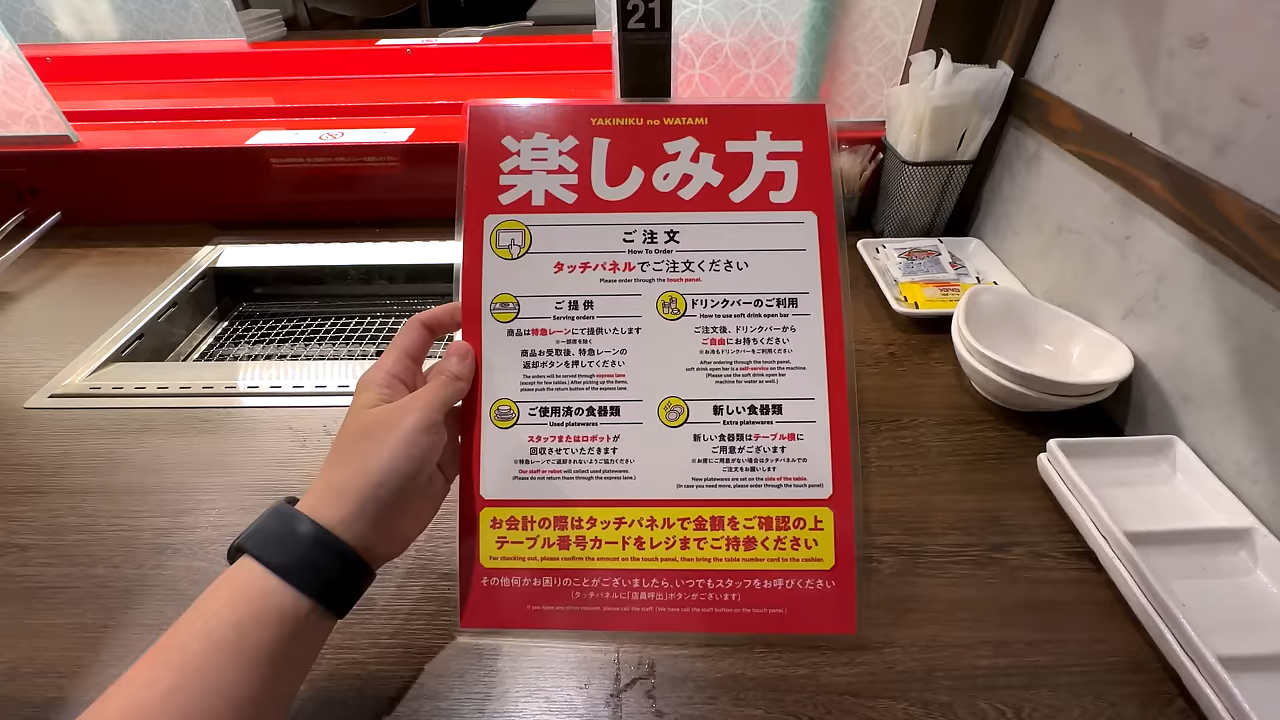 21
YAKINIKU no WATAMI
楽しみ方
ご注文
How To Order
タッチパネルでご注文ください
Please order through the touch panel.
ご提供
Serving orders
商品は特急レーンにて提供いたします
※一部席を除く
商品お受取後、特急レーンの
返却ボタンを押してください
The orders will be served through express lane
(except for few tables.) After picking up the items,
please push the return button of the express lane.
ドリンクバーのご利用
How to use soft drink open bar
ご注文後、ドリンクバーから
ご自由にお持ちください
※お冷もドリンクバーをご利用ください
After ordering through the touch panel,
soft drink open bar is a self-service on the machine.
(Please use the soft drink open bar
machine for water as well.)
ご使用済の食器類
Used platewares
スタッフまたはロボットが
回収させていただきます
※特急レーンでご返却されないようご協力ください
Our staff or robot will collect used platewares.
(Please do not return them through the express lane.)
新しい食器類
Extra platewares
新しい食器類はテーブル横に
ご用意がございます
※お席にご用意がない場合はタッチパネルでの
ご注文をお願いします
New platewares are set on the side of the table.
(In case you need more, please order through the touch panel)
お会計の際はタッチパネルで金額をご確認の上
テーブル番号カードをレジまでご持参ください
For checking out, please confirm the amount on the touch panel, then bring the table number card to the cashier.
その他何かお困りのことがございましたら、いつでもスタッフをお呼びください
(タッチパネルに「店員呼出」ボタンがございます)
If you have any other requests, please call the staff. (We have call the staff button on the touch panel.)